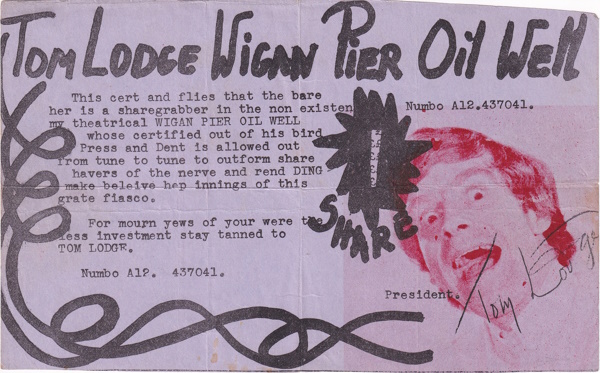 TOM LODGE WIGAN PIER OIL WELL
This cert and flies that the bare
her is a sharegrabber in the non existen
my theatrical WIGAN PIER OIL WELL
whose certified out of his bird
Press and Dent is allowed out
from tune to tune to outform share
havers of the nerve and rend DING
make beleive hep innings of this
grate fiasco.
For mourn yews of your were the
less investment stay tanned to
TOM LODGE.
Numbo A12. 437041.
Numbo A12.437041.
SHARE
President.
Tom Lodge